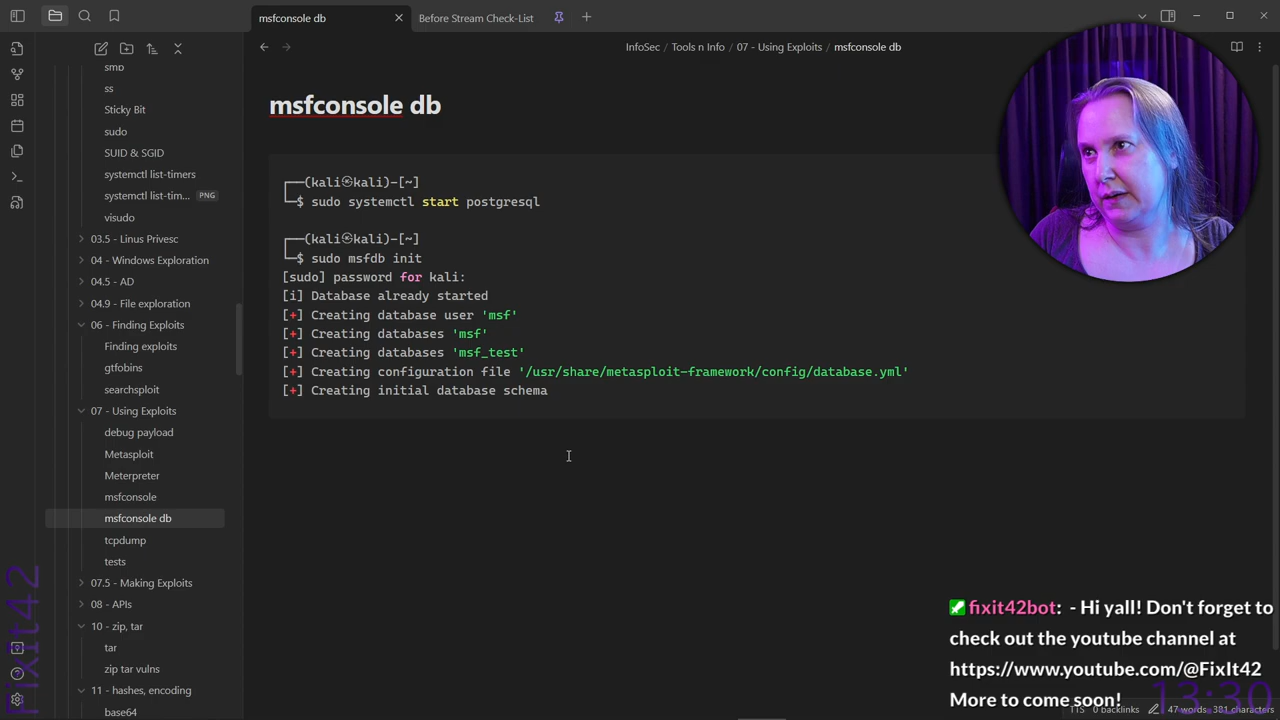 msfconsole db
Before Stream Check-List
InfoSec / Tools n Info / 07 - Using Exploits / msfconsole db
smb
ss
Sticky Bit
sudo
SUID & SGID
systemctl list-timers
systemctl list-tim... PNG
visudo
03.5 - Linus Privesc
04 - Windows Exploration
04.5 - AD
04.9 - File exploration
06 - Finding Exploits
Finding exploits
gtfobins
searchsploit
07 - Using Exploits
debug payload
Metasploit
Meterpreter
msfconsole
msfconsole db
tcpdump
tests
07.5 - Making Exploits
08 - APIs
10 - zip, tar
tar
zip tar vulns
11 - hashes, encoding
base64
msfconsole db
┌──(kali㉿kali)-[~]
└─$ sudo systemctl start postgresql
┌──(kali㉿kali)-[~]
└─$ sudo msfdb init
[sudo] password for kali:
[i] Database already started
[+] Creating database user 'msf'
[+] Creating databases 'msf'
[+] Creating databases 'msf_test'
[+] Creating configuration file '/usr/share/metasploit-framework/config/database.yml'
[+] Creating initial database schema
fixit42bot: - Hi yall! Don't forget to
check out the youtube channel at
https://www.youtube.com/@FixIt42
More to come soon!
13:30
TTS 0 backlinks 47 words 381 characters
Fixit42